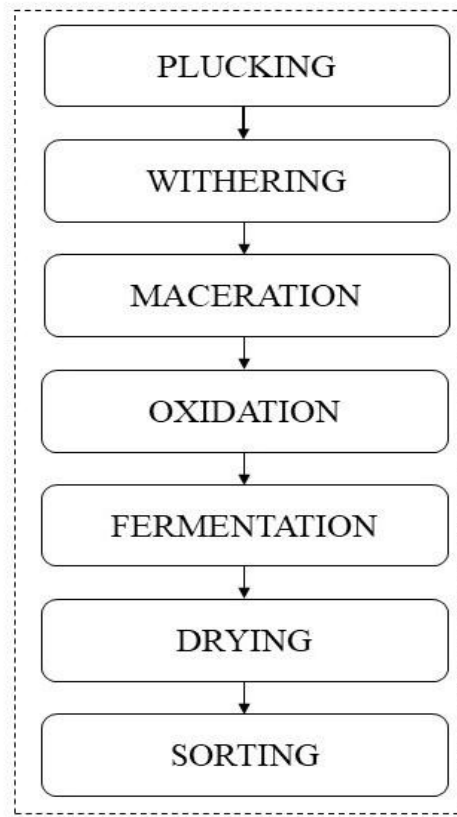 PLUCKING
WITHERING
MACERATION
OXIDATION
FERMENTATION
DRYING
SORTING